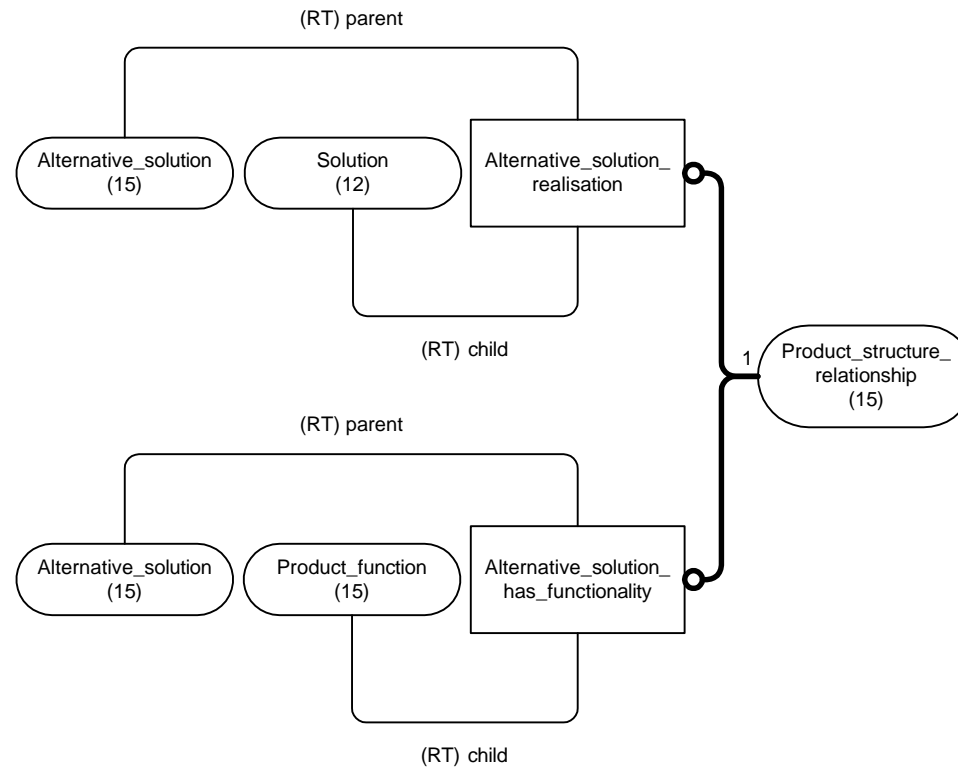 (RT) parent
Alternative_solution
(15)
Solution
(12)
Alternative_solution_
realisation
(RT) child
1
Product_structure_
relationship
(15)
(RT) parent
Alternative_solution
(15)
Product_function
(15)
Alternative_solution_
has_functionality
(RT) child